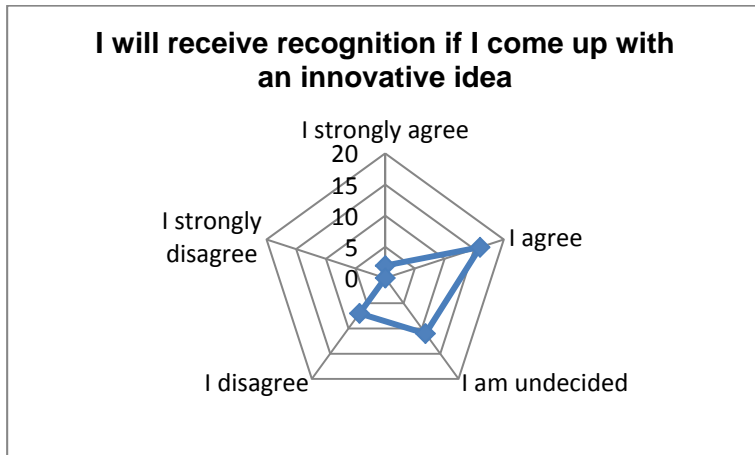 I will receive recognition if I come up with
an innovative idea
I strongly agree
20
15
10
5
0
I agree
I am undecided
I disagree
I strongly
disagree